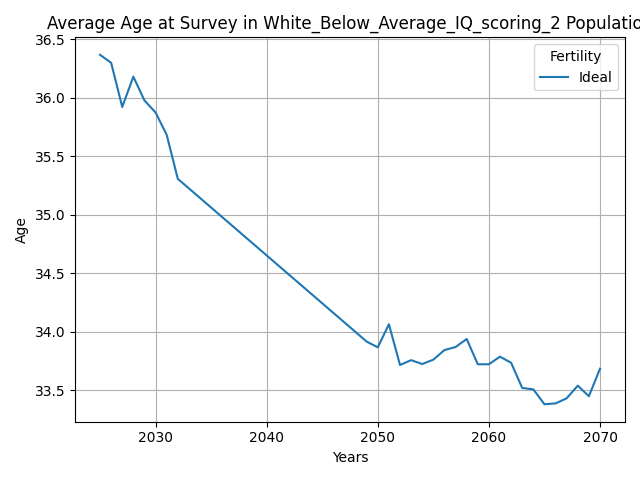 Average Age at Survey in White_Below_Average_IQ_scoring_2 Populatio
36.5
36.0
35.5
35.0
34.5
34.0
33.5
Age
Fertility
Ideal
2030 2040 2050 2060 2070
Years